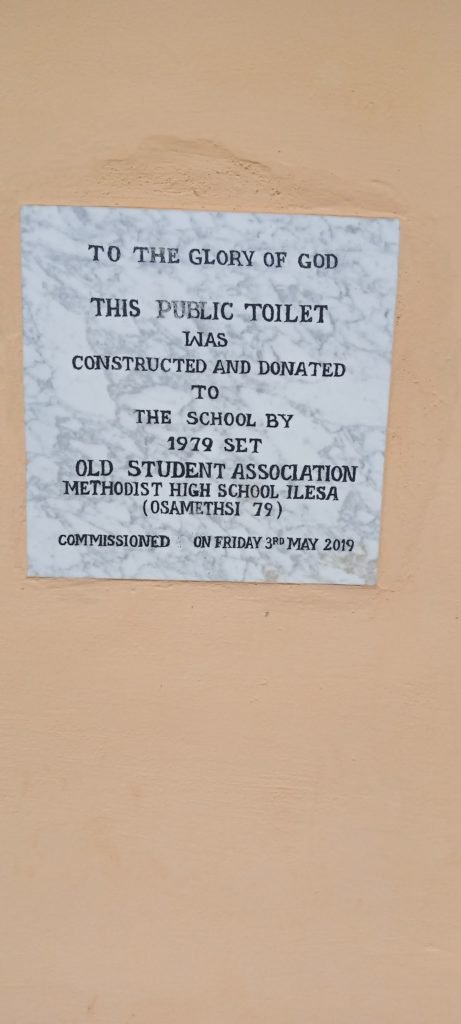 TO THE GLORY OF GOD
THIS PUBLIC TOILET
WAS
CONSTRUCTED AND DONATED
TO
THE SCHOOL BY
1979 SET
OLD STUDENT ASSOCIATION
METHODIST HIGH SCHOOL ILESA
(OSAMETHSI 79)
COMMISSIONED ON FRIDAY 3RD MAY 2019